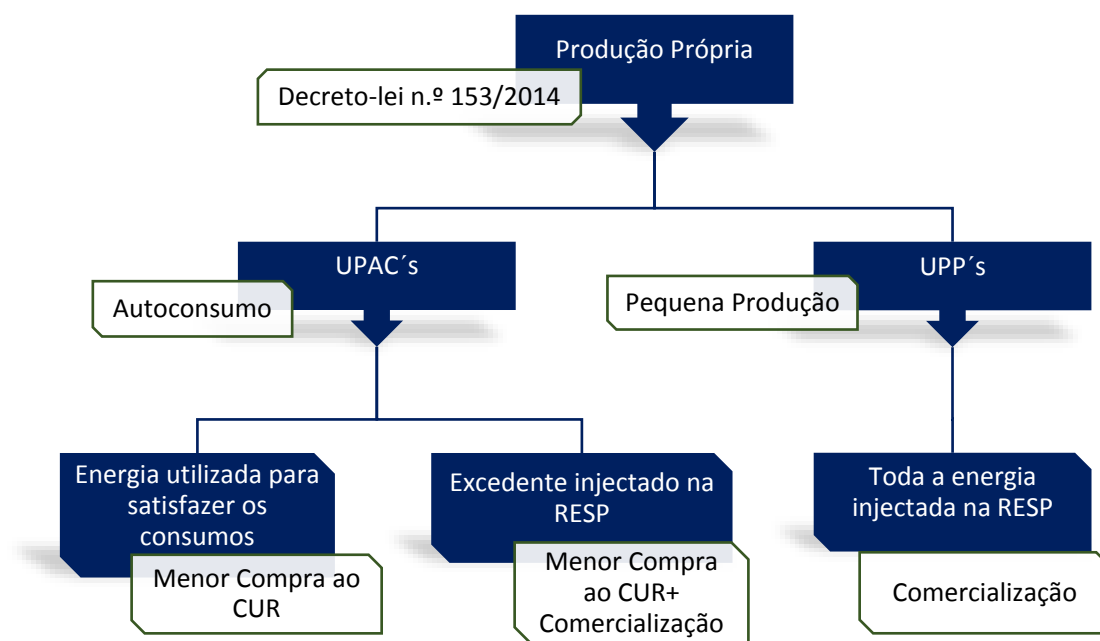 Produção Própria
Decreto-lei n.º 153/2014
UPAC´s
Autoconsumo
UPP´s
Pequena Produção
Energia utilizada para
satisfazer os
consumos
Menor Compra ao
CUR
Excedente injectado na
RESP
Menor Compra
ao CUR+
Comercialização
Toda a energia
injectada na RESP
Comercialização